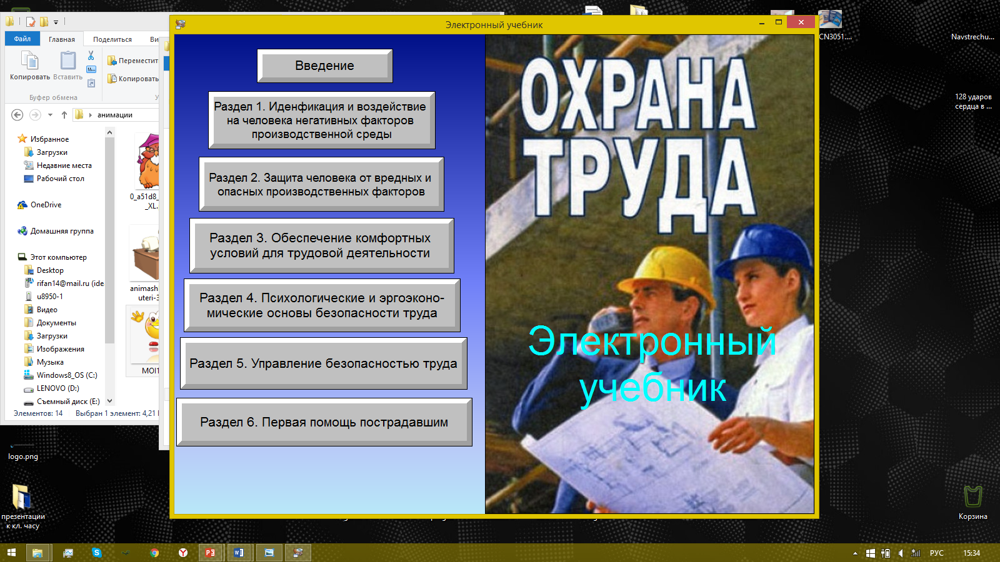 Электронный учебник
CN3051....
Navstrechu...
Файл
Главная
Поделиться
Ви
Копировать
Вставить
Переместит
Копировать
Буфер обмена
анимации
Избранное
Загрузки
Недавние места
Рабочий стол
OneDrive
Домашняя группа
Этот компьютер
Desktop
rifan14@mail.ru (ide
u8950-1
Видео
Документы
Загрузки
Изображения
Музыка
Windows8_OS (C:)
LENOVO (D:)
Съемный диск (E:)
Элементов: 14
Выбран 1 элемент: 4,21
0_a51d8_
_XL.
animash
uteri-3
MOI1
Введение
Раздел 1. Иденфикация и воздействие
на человека негативных факторов
производственной среды
Раздел 2. Защита человека от вредных и
опасных производственных факторов
Раздел 3. Обеспечение комфортных
условий для трудовой деятельности
Раздел 4. Психологические и эргоэконо-
мические основы безопасности труда
Раздел 5. Управление безопасностью труда
Раздел 6. Первая помощь пострадавшим
ОХРАНА
ТРУДА
Электронный
учебник
128 ударов
сердца в ...
logo.png
презентации
к кл. часу
Корзина
РУС
15:34